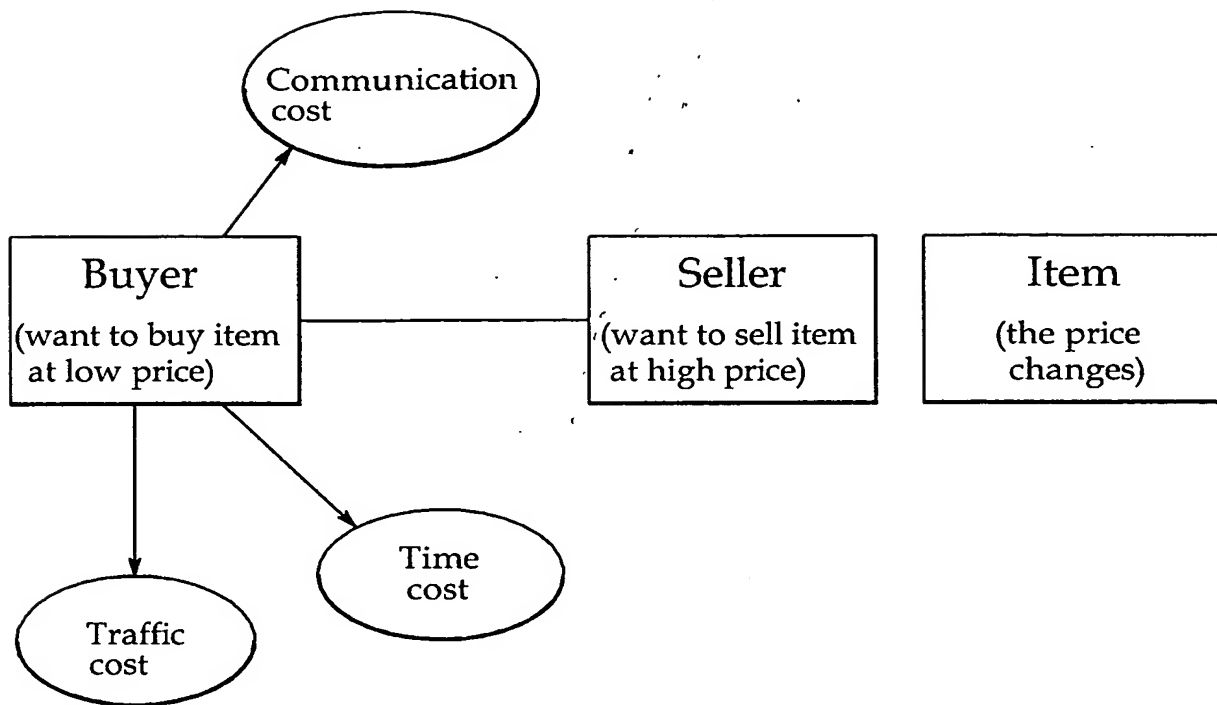 Communication
cost
Buyer
(want to buy item
at low price)
Seller
(want to sell item
at high price)
Item
(the price
changes)
Time
cost
Traffic
cost